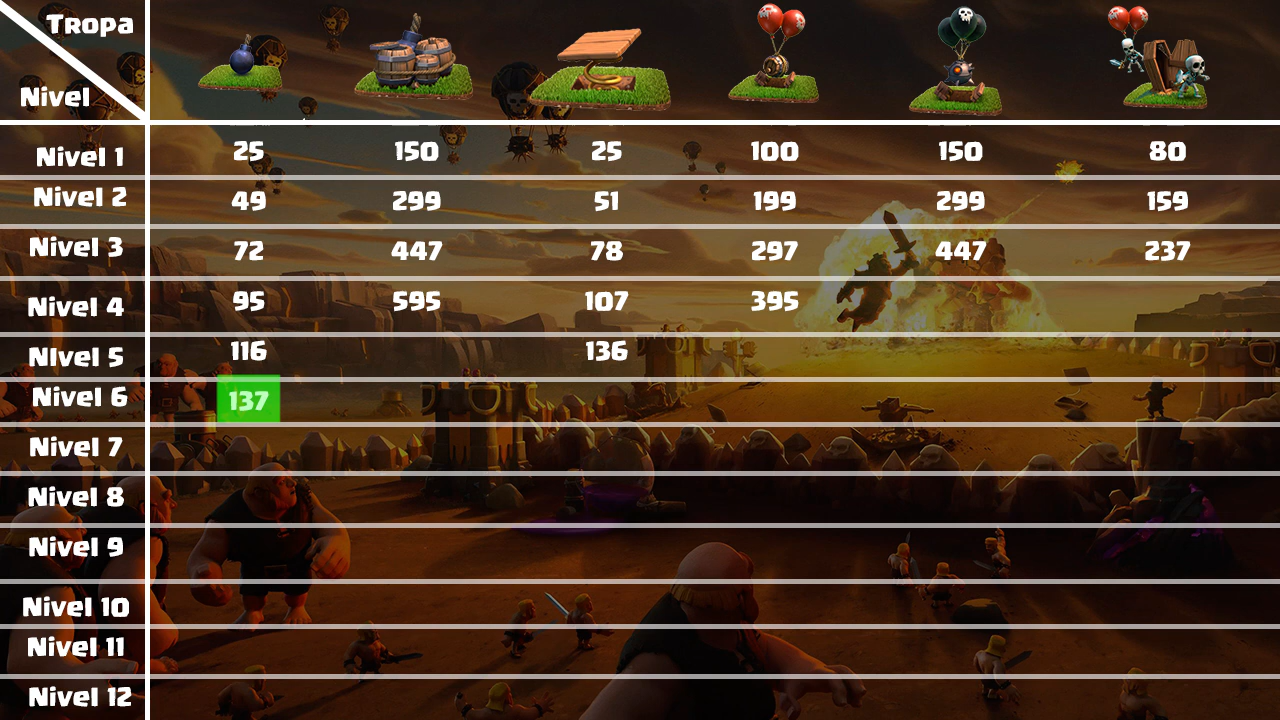 Tropa
Nivel
Nivel 1 25 150 25 100 150 80
Nivel 2 49 299 51 199 299 159
Nivel 3 72 447 78 297 447 237
Nivel 4 95 595 107 395
NIvel 5 116 136
Nivel 6 137
Nivel 7
Nivel 8
Nivel 9
Nivel 10
Nivel 11
Nivel 12